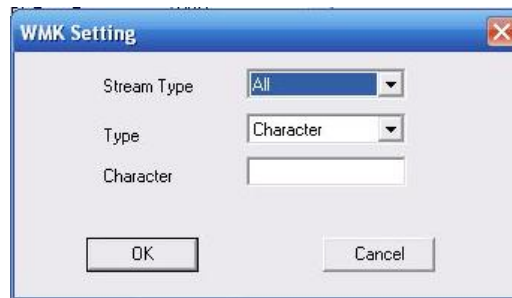 WMK Setting
Stream Type All
Type Character
Character
OK Cancel